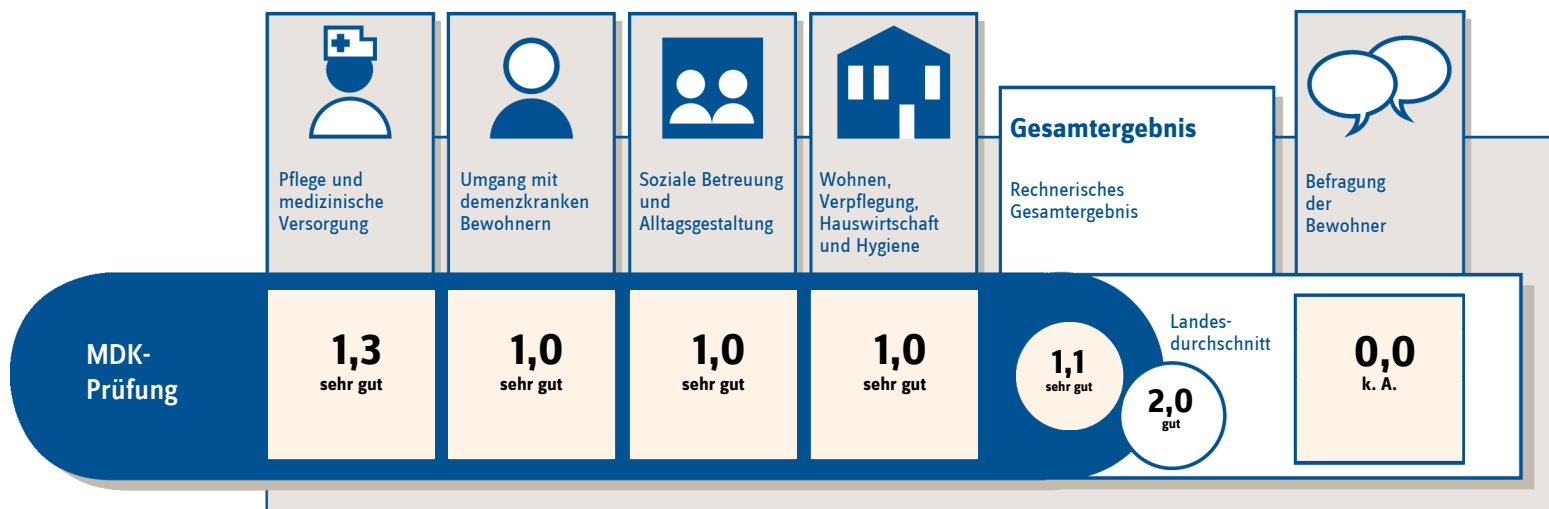 Pflege und
medizinische
Versorgung
Umgang mit
demenzkranken
Bewohnern
Soziale Betreuung
und
Alltagsgestaltung
Wohnen,
Verpflegung,
Hauswirtschaft
und Hygiene
Gesamtergebnis
Rechnerisches
Gesamtergebnis
Befragung
der
Bewohner
MDK-
Prüfung
1,3
sehr gut
1,0
sehr gut
1,0
sehr gut
1,0
sehr gut
1,1
sehr gut
Landes-
durchschnitt
2,0
gut
0,0
k. A.